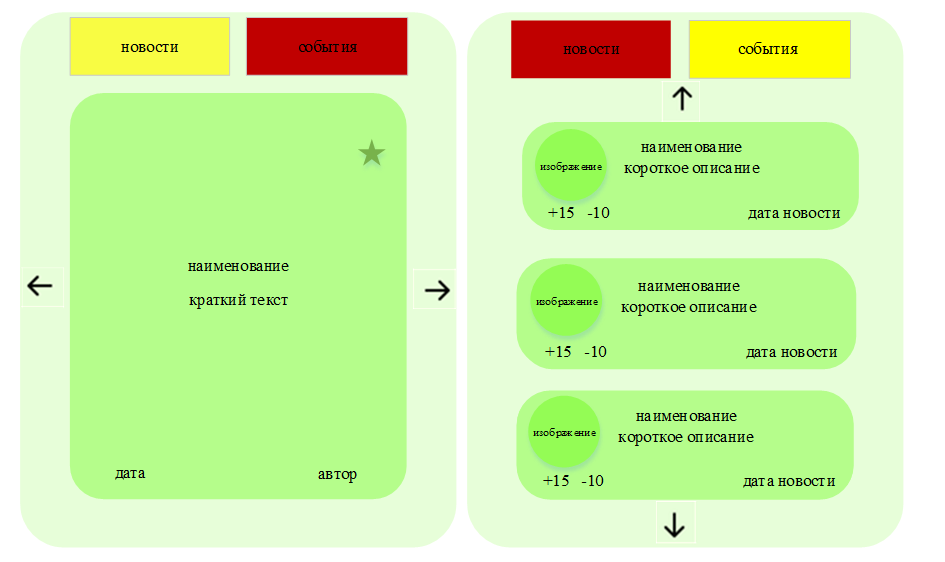 новости
события
наименование
краткий текст
дата
автор
новости
события
изображение
наименование
короткое описание
+15 -10
дата новости
изображение
наименование
короткое описание
+15 -10
дата новости
изображение
наименование
короткое описание
+15 -10
дата новости